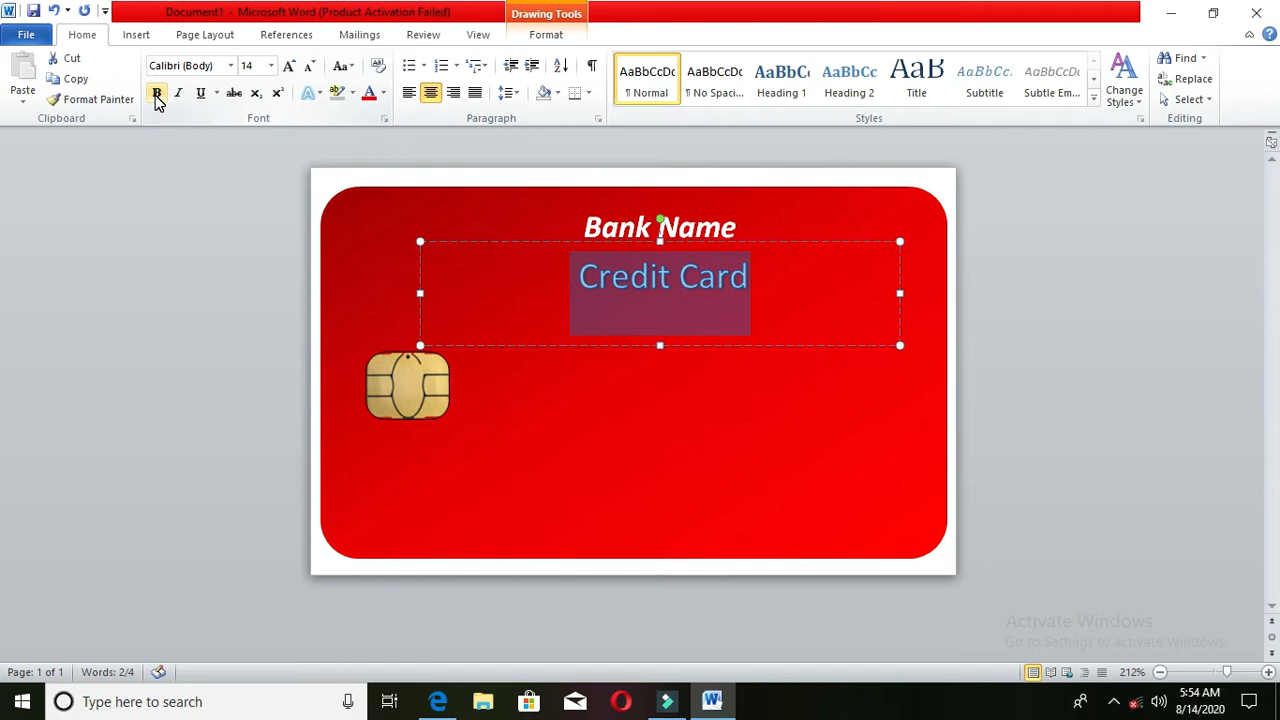 Document1 - Microsoft Word (Product Activation Failed)
Drawing Tools
File Home Insert Page Layout References Mailings Review View Format
Paste
Cut
Copy
Format Painter
Clipboard
Calibri (Body) 14
Font
Paragraph
AaBbCcDc AaBbCcDc AaBbC AaBbCc AaB AaBbCc. AaBbCcDc
¶ Normal ¶ No Spaci... Heading 1 Heading 2 Title Subtitle Subtle Em...
Change Styles
Styles
Find
Replace
Select
Editing
Bank Name
Credit Card
Activate Windows
Go to Settings to activate Windows.
Page: 1 of 1 Words: 2/4 212%
Type here to search
5:54 AM
8/14/2020